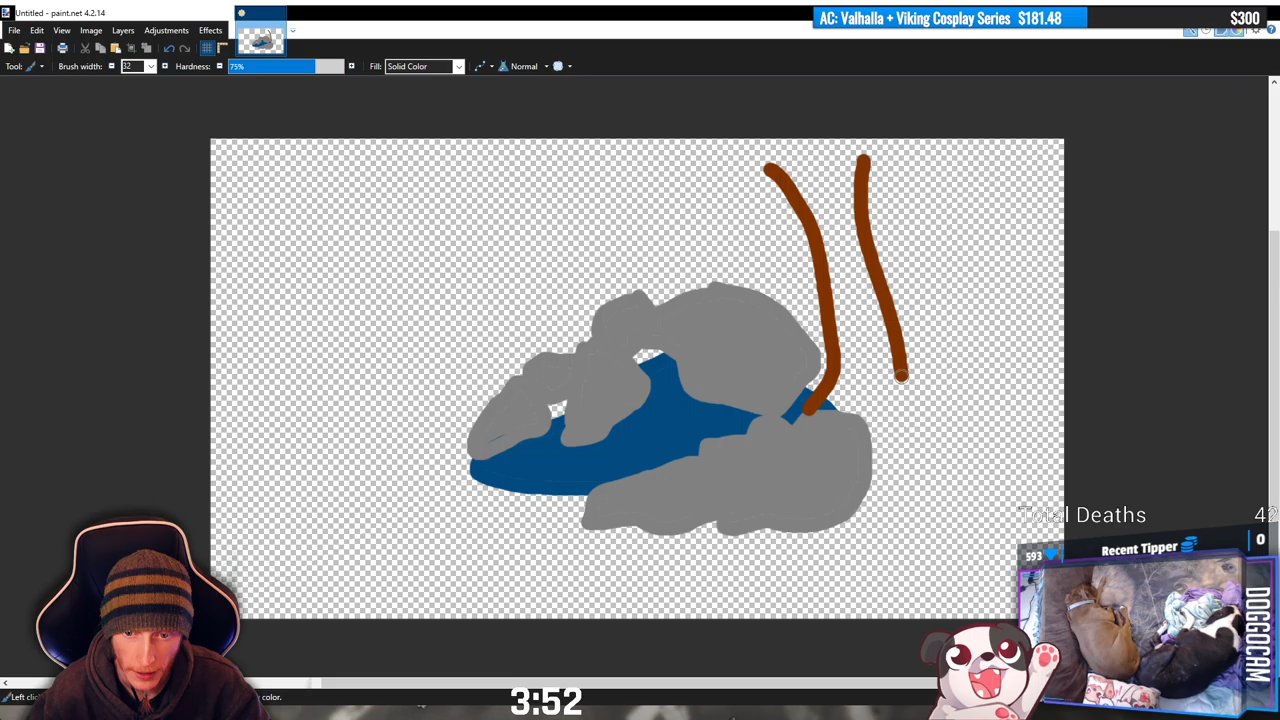 Untitled - paint.net 4.2.14
AC: Valhalla + Viking Cosplay Series $181.48 $300
File Edit View Image Layers Adjustments Effects
Tool: Brush width: 32 Hardness: 75% Fill: Solid Color Normal
Total Deaths 42
593 Recent Tipper 0
DOGGOCAM
Left cli
color.
3:52